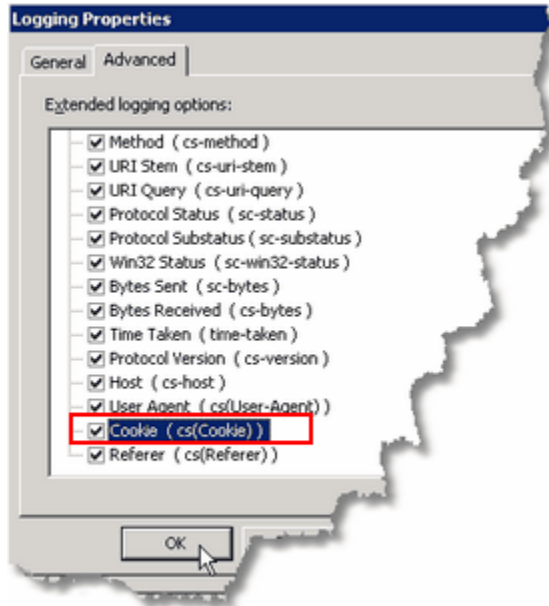 Logging Properties
General Advanced
Extended logging options:
Method ( cs-method )
URI Stem ( cs-uri-stem )
URI Query ( cs-uri-query )
Protocol Status ( sc-status )
Protocol Substatus ( sc-substatus )
Win32 Status ( sc-win32-status )
Bytes Sent ( sc-bytes )
Bytes Received ( cs-bytes )
Time Taken ( time-taken )
Protocol Version ( cs-version )
Host ( cs-host )
User Agent ( cs(User-Agent) )
Cookie ( cs(Cookie) )
Referer ( cs(Referer) )
OK